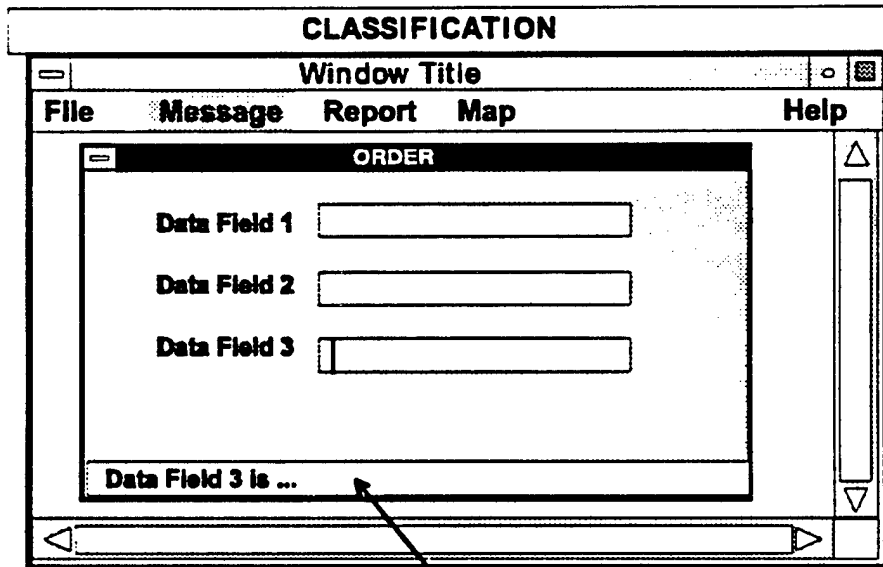 CLASSIFICATION
Window Title
File Message Report Map Help
ORDER
Data Field 1
Data Field 2
Data Field 3
Data Field 3 is ...